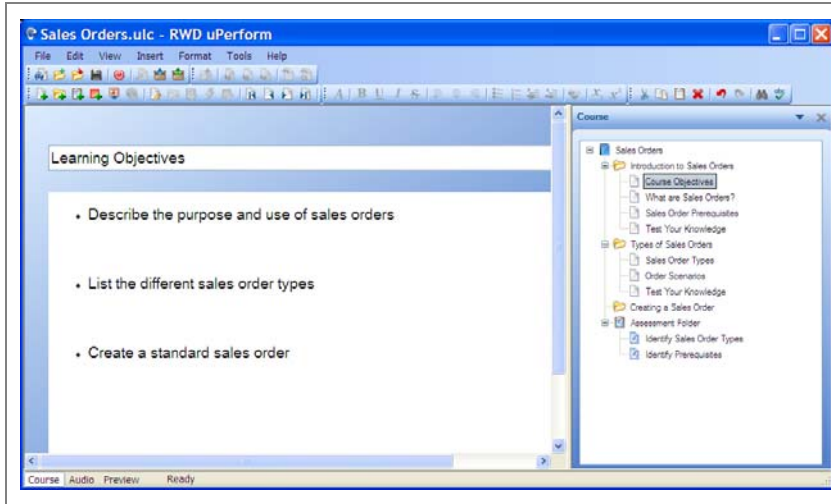 Sales Orders.ulc - RWD uPerform
File Edit View Insert Format Tools Help
A B U F S
Learning Objectives
• Describe the purpose and use of sales orders
• List the different sales order types
• Create a standard sales order
Course
Sales Orders
Introduction to Sales Orders
Course Objectives
What are Sales Orders?
Sales Order Prerequisites
Test Your Knowledge
Types of Sales Orders
Sales Order Types
Order Scenarios
Test Your Knowledge
Creating a Sales Order
Assessment Folder
Identify Sales Order Types
Identify Prerequisites
Course Audio Preview Ready